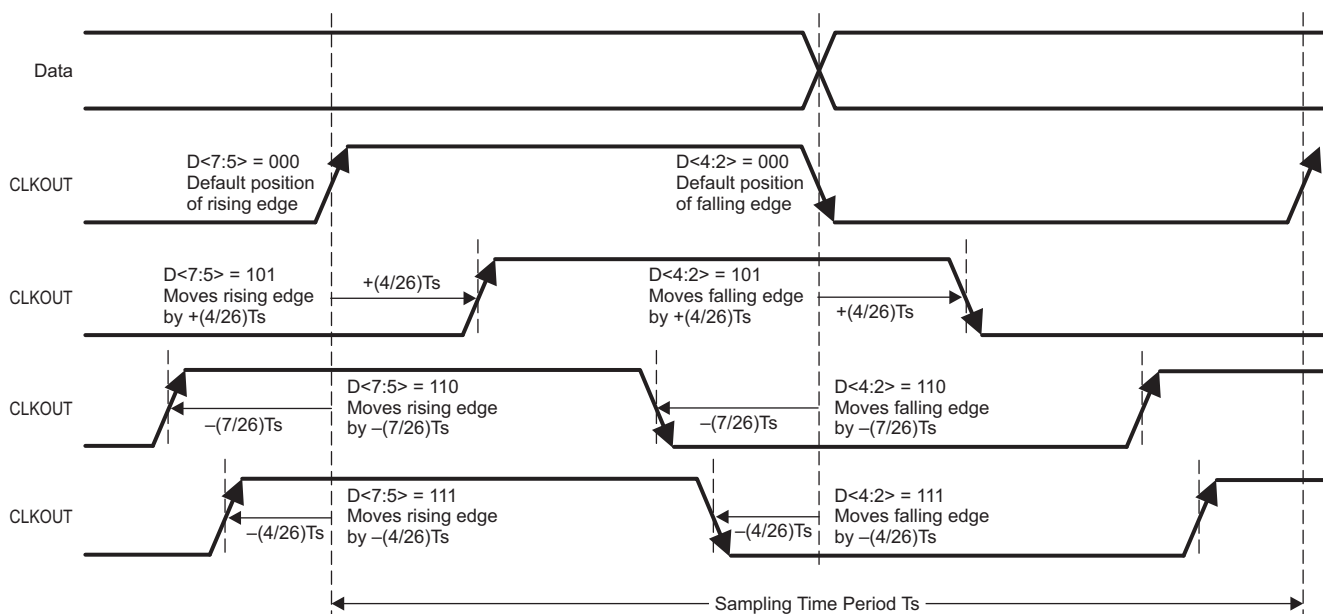 Data
CLKOUT
D<7:5> = 000
Default position
of rising edge
D<4:2> = 000
Default position
of falling edge
CLKOUT
D<7:5> = 101
Moves rising edge
by +(4/26)Ts
+(4/26)Ts
D<4:2> = 101
Moves falling edge
by +(4/26)Ts
+(4/26)Ts
CLKOUT
–(7/26)Ts
D<7:5> = 110
Moves rising edge
by –(7/26)Ts
–(7/26)Ts
D<4:2> = 110
Moves falling edge
by –(7/26)Ts
CLKOUT
–(4/26)Ts
D<7:5> = 111
Moves rising edge
by –(4/26)Ts
–(4/26)Ts
D<4:2> = 111
Moves falling edge
by –(4/26)Ts
Sampling Time Period Ts